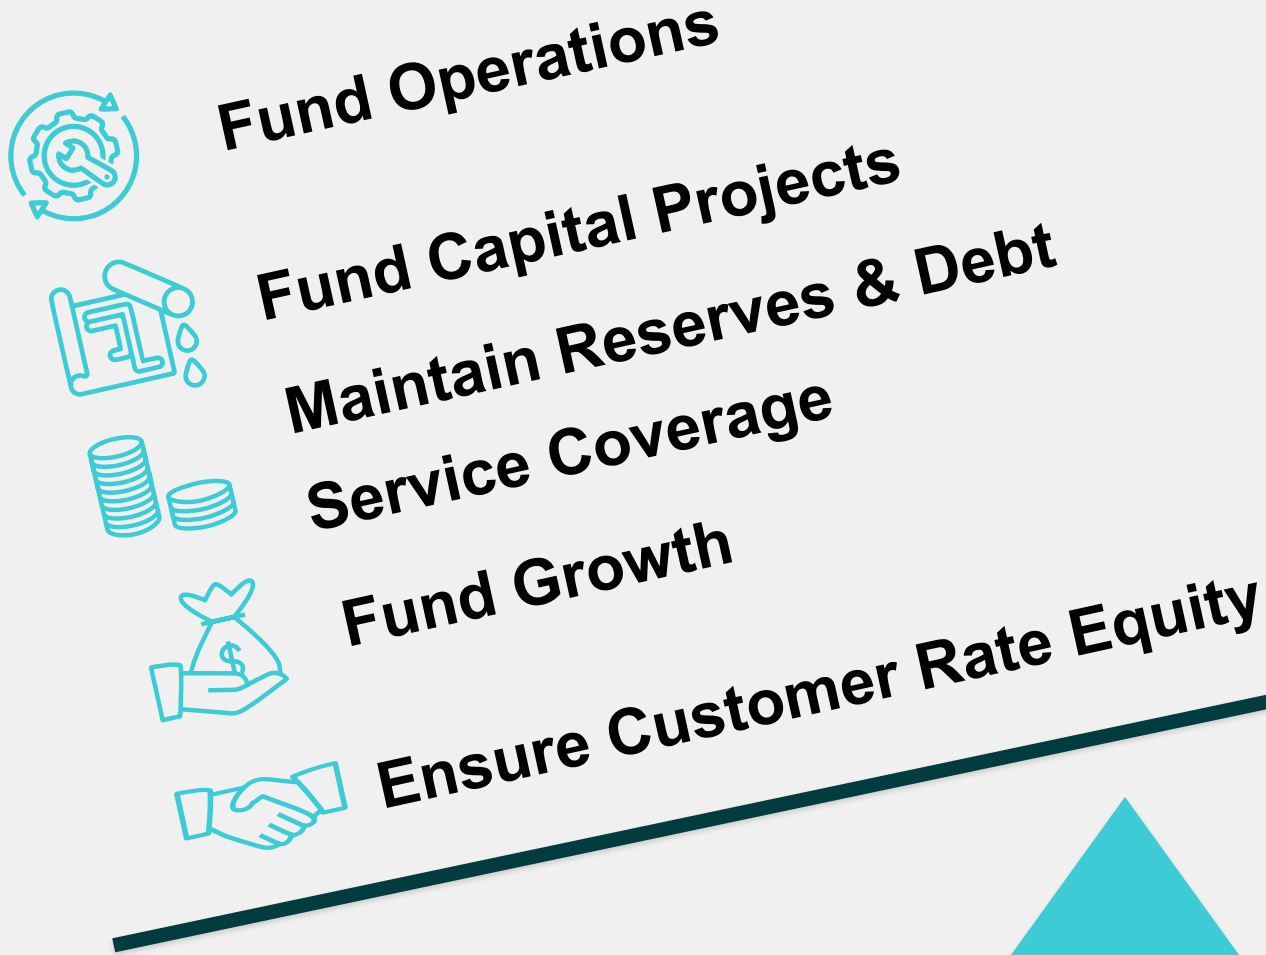 Fund Operations
Fund Capital Projects
Maintain Reserves & Debt
Service Coverage
$
Fund Growth
Ensure Customer Rate Equity